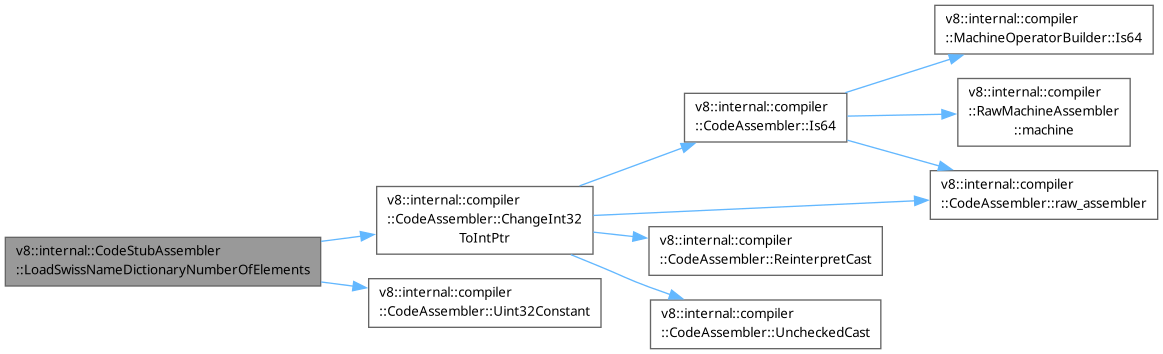 v8::internal::compiler
::MachineOperatorBuilder::Is64
v8::internal::compiler
::RawMachineAssembler
::machine
v8::internal::compiler
::CodeAssembler::Is64
v8::internal::compiler
::CodeAssembler::raw_assembler
v8::internal::compiler
::CodeAssembler::ChangeInt32
ToIntPtr
v8::internal::CodeStubAssembler
::LoadSwissNameDictionaryNumberOfElements
v8::internal::compiler
::CodeAssembler::ReinterpretCast
v8::internal::compiler
::CodeAssembler::Uint32Constant
v8::internal::compiler
::CodeAssembler::UncheckedCast